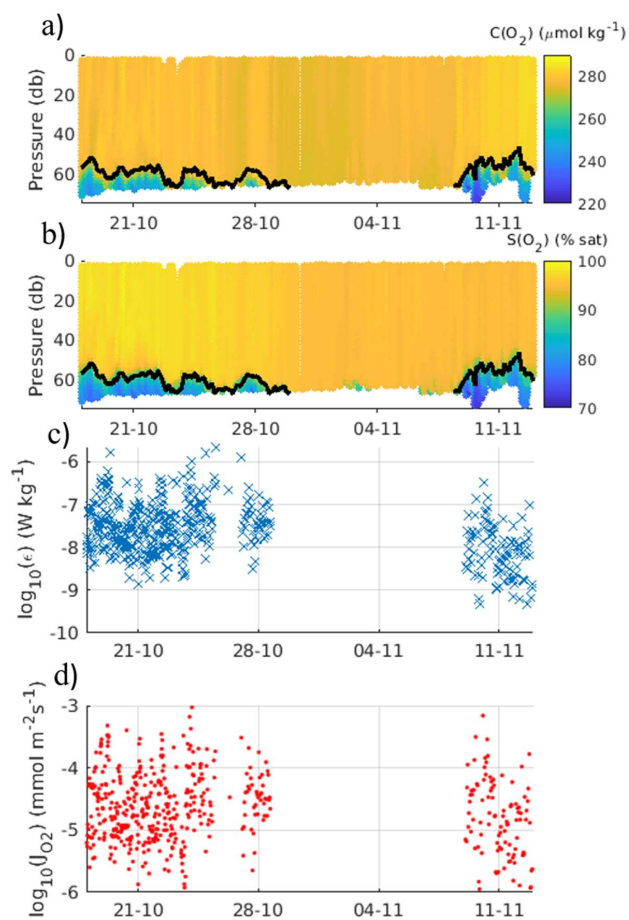 a)
C(O₂) (μmol kg⁻¹)
0
20
40
60
Pressure (db)
21-10 28-10 04-11 11-11
280
260
240
220
b)
S(O₂) (% sat)
0
20
40
60
Pressure (db)
21-10 28-10 04-11 11-11
100
90
80
70
c)
-6
-7
-8
-9
-10
log₁₀(ϵ) (W kg⁻¹)
21-10 28-10 04-11 11-11
d)
-3
-4
-5
-6
log₁₀(J_O2) (mmol m⁻²s⁻¹)
21-10 28-10 04-11 11-11